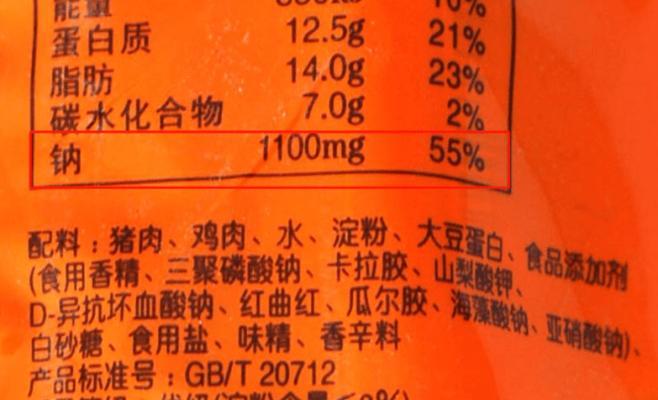 能量 10%
蛋白质 12.5g 21%
脂肪 14.0g 23%
碳水化合物 7.0g 2%
钠 1100mg 55%
配料：猪肉、鸡肉、水、淀粉、大豆蛋白、食品添加剂
(食用香精、三聚磷酸钠、卡拉胶、山梨酸钾、
D-异抗坏血酸钠、红曲红、瓜尔胶、海藻酸钠、亚硝酸钠)、
白砂糖、食用盐、味精、香辛料
产品标准号：GB/T 20712